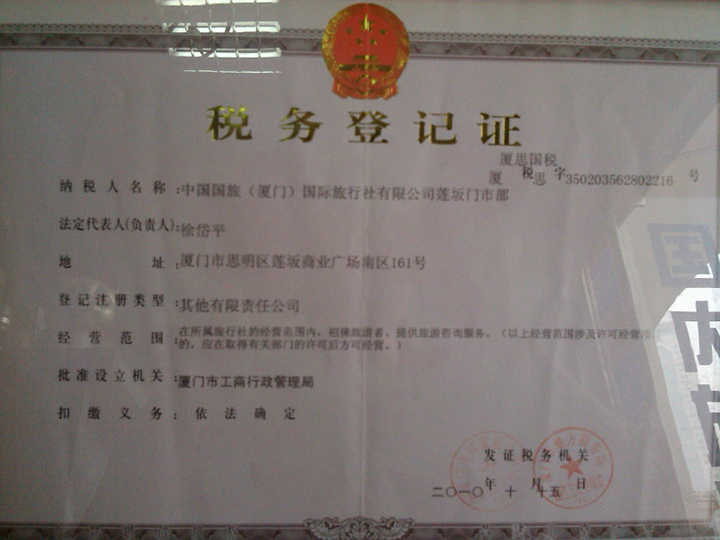 税务登记证
厦思国税
厦 税思 字350203562802216 号
纳税人名称:中国国旅（厦门）国际旅行社有限公司莲坂门市部
法定代表人(负责人):徐岱平
地 址:厦门市思明区莲坂商业广场南区161号
登记注册类型:其他有限责任公司
经营范围:在所属旅行社的经营范围内，招徕旅游者、提供旅游咨询服务。（以上经营范围涉及许可经营项
的，应在取得有关部门的许可后方可经营。）
批准设立机关:厦门市工商行政管理局
扣缴义务:依法确定
发证税务机关
二〇一〇年十月十五日
国内